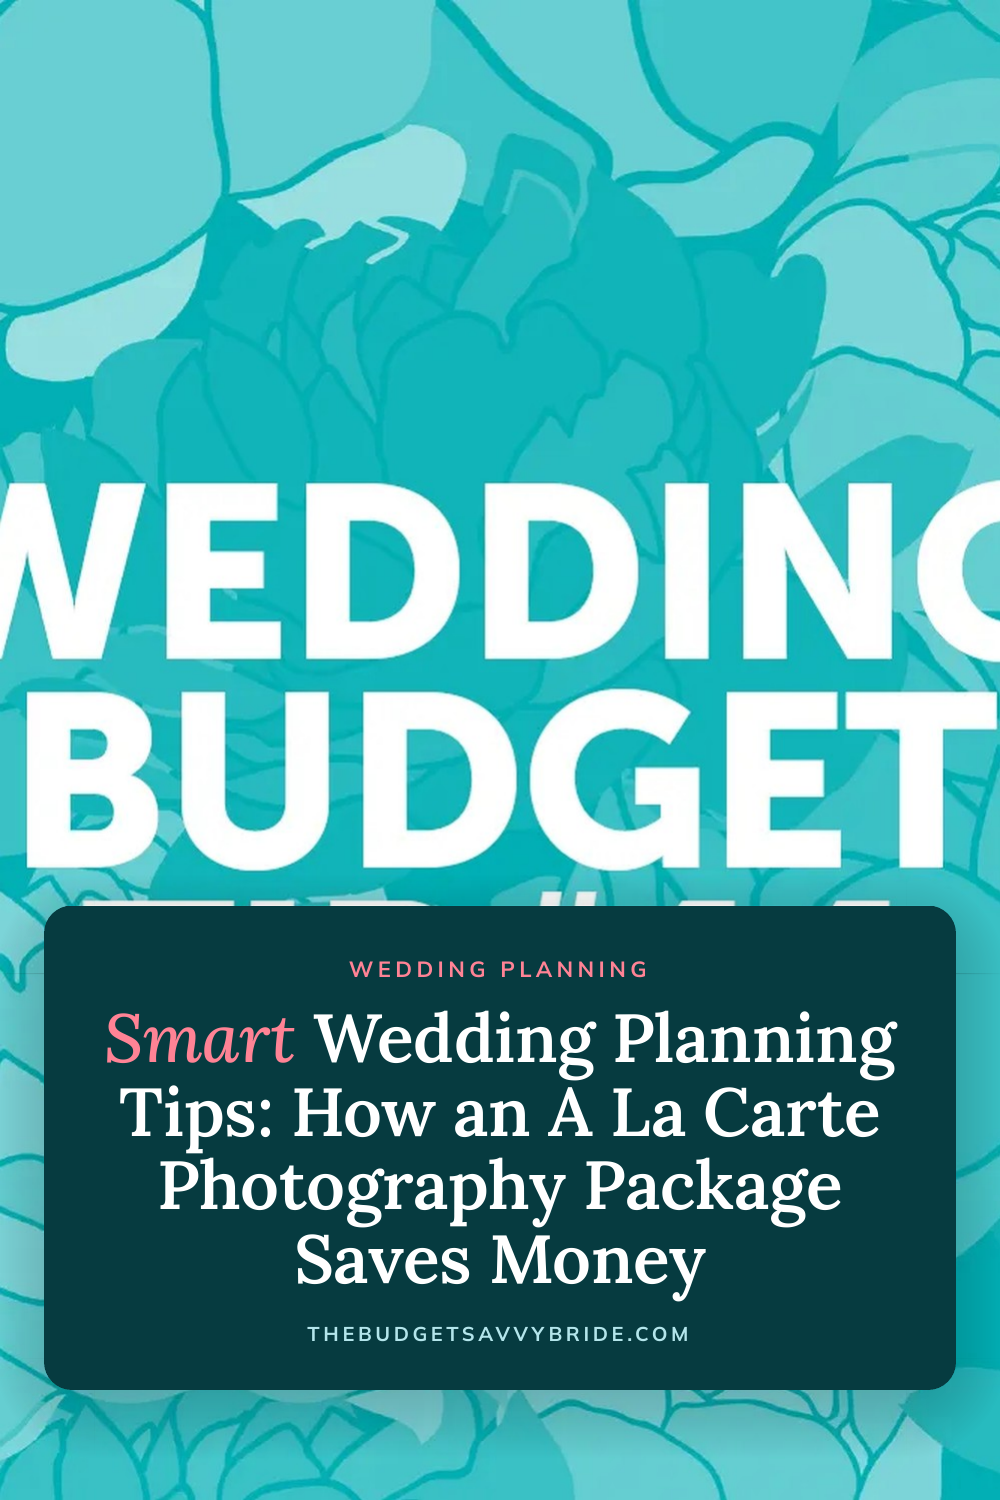 WEDDING
BUDGET
WEDDING PLANNING
Smart Wedding Planning
Tips: How an A La Carte
Photography Package
Saves Money
THEBUDGETSAVVYBRIDE.COM